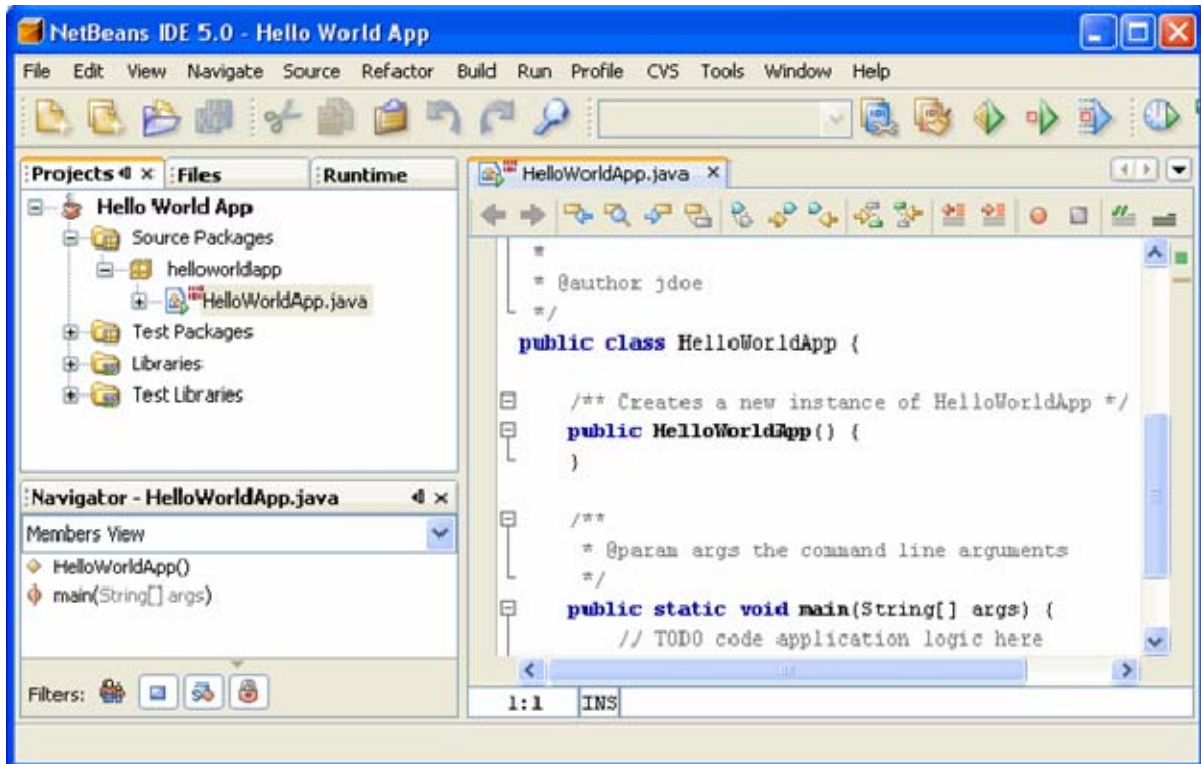 NetBeans IDE 5.0 - Hello World App
File Edit View Navigate Source Refactor Build Run Profile CVS Tools Window Help
Projects Files Runtime
Hello World App
Source Packages
helloworldapp
HelloWorldApp.java
Test Packages
Libraries
Test Libraries
Navigator - HelloWorldApp.java
Members View
HelloWorldApp()
main(String[] args)
Filters:
HelloWorldApp.java
*
* @author jdoe
*/
public class HelloWorldApp {
/** Creates a new instance of HelloWorldApp */
public HelloWorldApp() {
}
/**
* @param args the command line arguments
*/
public static void main(String[] args) {
// TODO code application logic here
1:1 INS